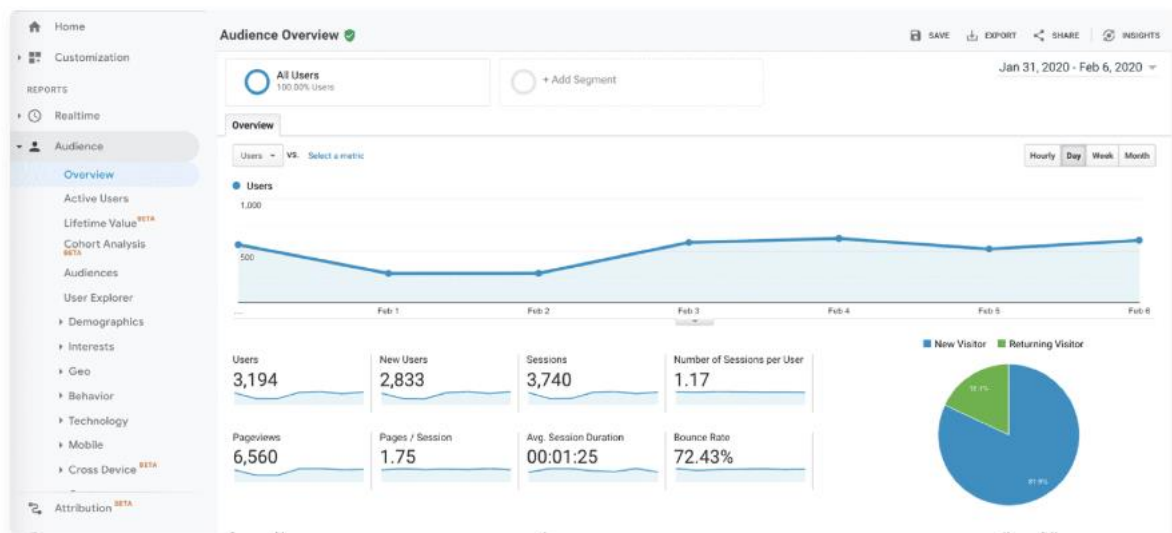 Home
Customization
REPORTS
Realtime
Audience
Overview
Active Users
Lifetime Value BETA
Cohort Analysis
BETA
Audiences
User Explorer
Demographics
Interests
Geo
Behavior
Technology
Mobile
Cross Device BETA
Attribution BETA
Audience Overview
SAVE EXPORT SHARE INSIGHTS
Jan 31, 2020 - Feb 6, 2020
All Users
100.00% Users
+ Add Segment
Overview
Users VS. Select a metric
Hourly Day Week Month
Users
1,000
500
... Feb 1 Feb 2 Feb 3 Feb 4 Feb 5 Feb 6
New Visitor Returning Visitor
Users New Users Sessions Number of Sessions per User
3,194 2,833 3,740 1.17
Pageviews Pages / Session Avg. Session Duration Bounce Rate
6,560 1.75 00:01:25 72.43%